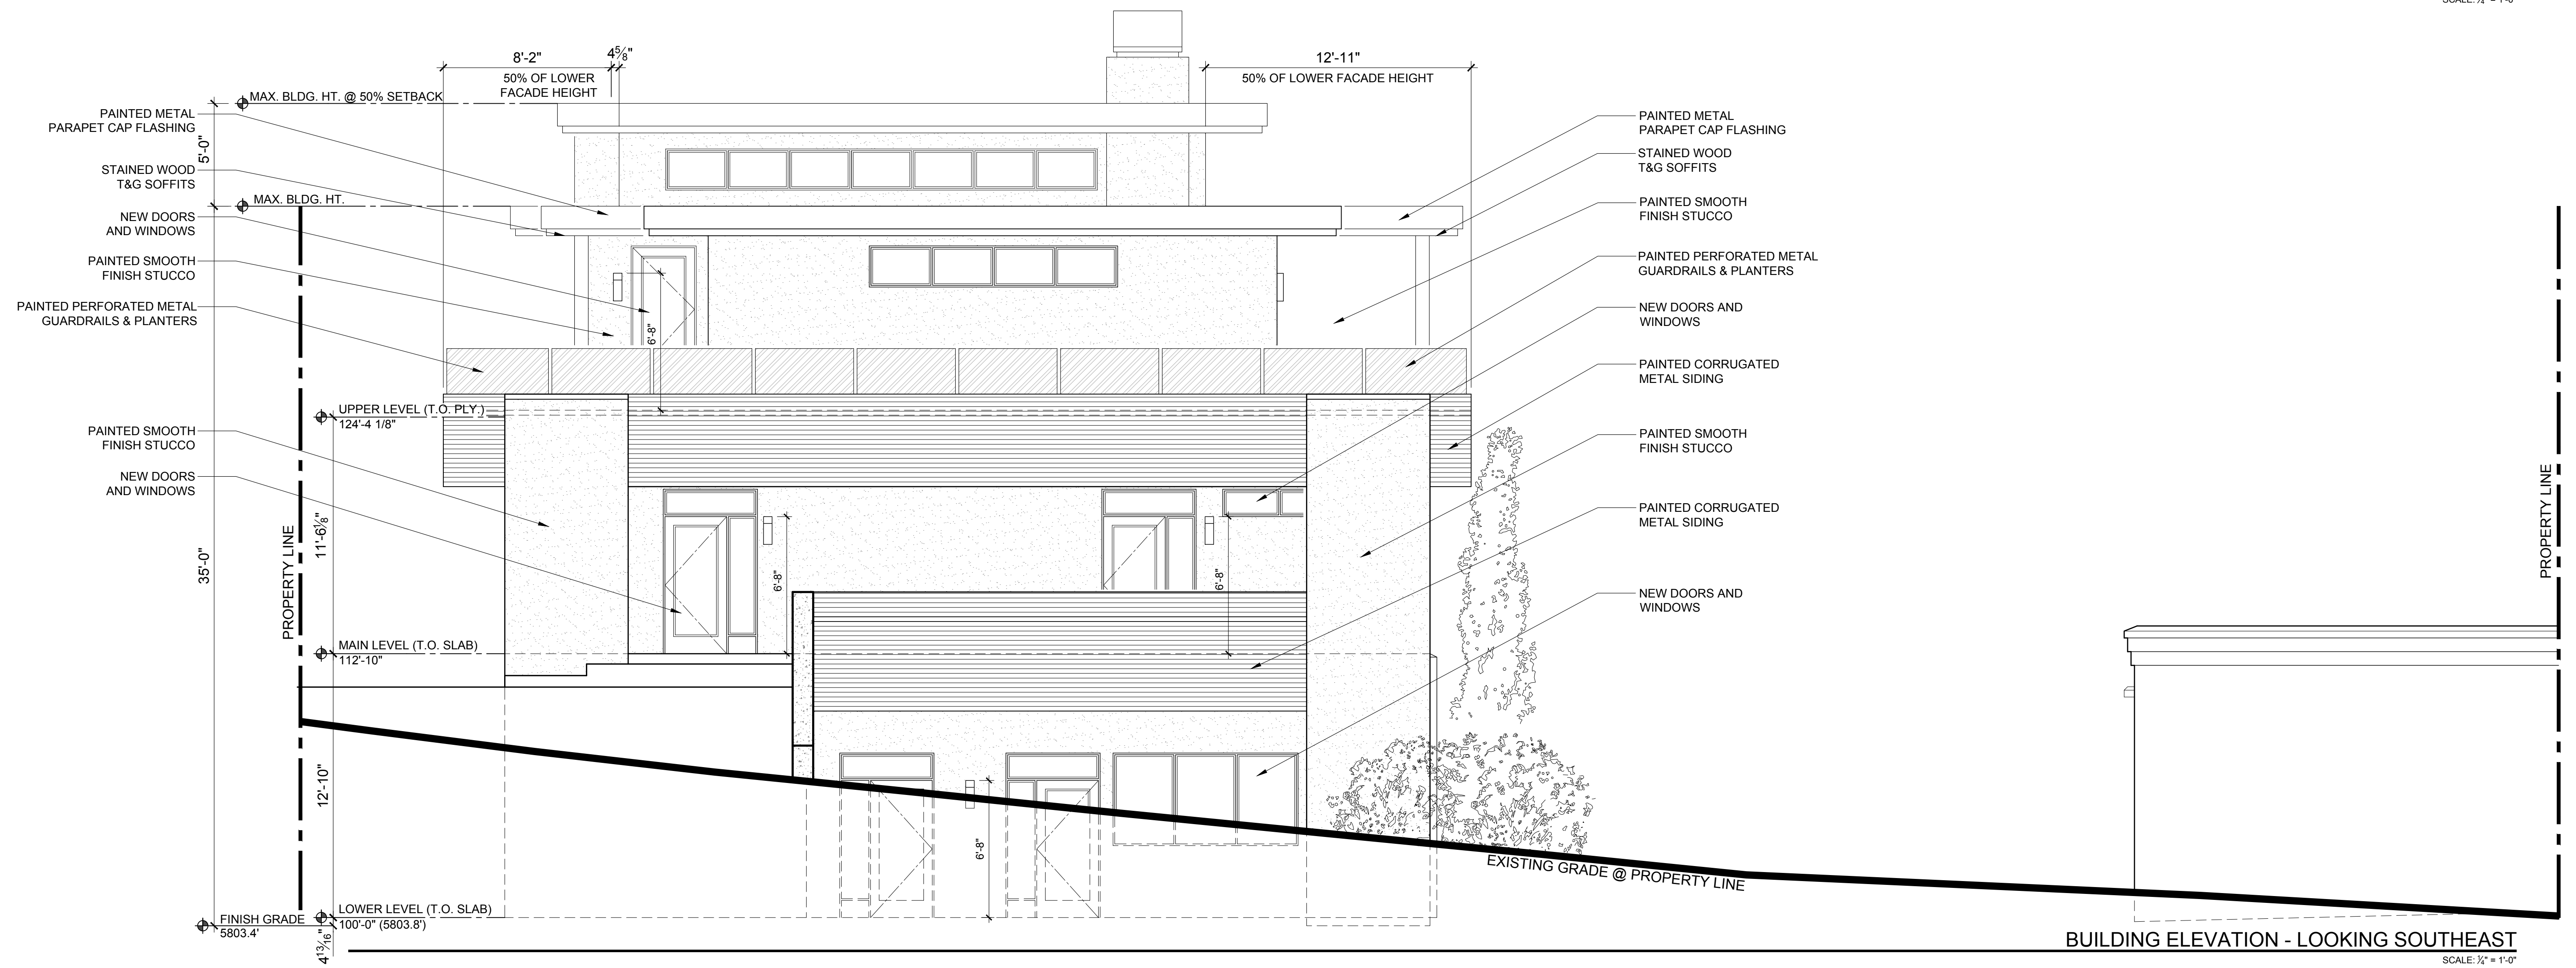 SCALE: ¼" = 1'-0"
8'-2"
4⅝"
12'-11"
50% OF LOWER
FACADE HEIGHT
50% OF LOWER FACADE HEIGHT
MAX. BLDG. HT. @ 50% SETBACK
PAINTED METAL
PARAPET CAP FLASHING
5'-0"
STAINED WOOD
T&G SOFFITS
MAX. BLDG. HT.
NEW DOORS
AND WINDOWS
PAINTED SMOOTH
FINISH STUCCO
PAINTED PERFORATED METAL
GUARDRAILS & PLANTERS
6'-8"
UPPER LEVEL (T.O. PLY.)
124'-4 1/8"
PAINTED SMOOTH
FINISH STUCCO
NEW DOORS
AND WINDOWS
11'-6⅛"
35'-0"
PROPERTY LINE
6'-8"
6'-8"
MAIN LEVEL (T.O. SLAB)
112'-10"
12'-10"
6'-8"
LOWER LEVEL (T.O. SLAB)
100'-0" (5803.8')
FINISH GRADE
5803.4'
4 13/16"
PAINTED METAL
PARAPET CAP FLASHING
STAINED WOOD
T&G SOFFITS
PAINTED SMOOTH
FINISH STUCCO
PAINTED PERFORATED METAL
GUARDRAILS & PLANTERS
NEW DOORS AND
WINDOWS
PAINTED CORRUGATED
METAL SIDING
PAINTED SMOOTH
FINISH STUCCO
PAINTED CORRUGATED
METAL SIDING
NEW DOORS AND
WINDOWS
PROPERTY LINE
EXISTING GRADE @ PROPERTY LINE
BUILDING ELEVATION - LOOKING SOUTHEAST
SCALE: ¼" = 1'-0"